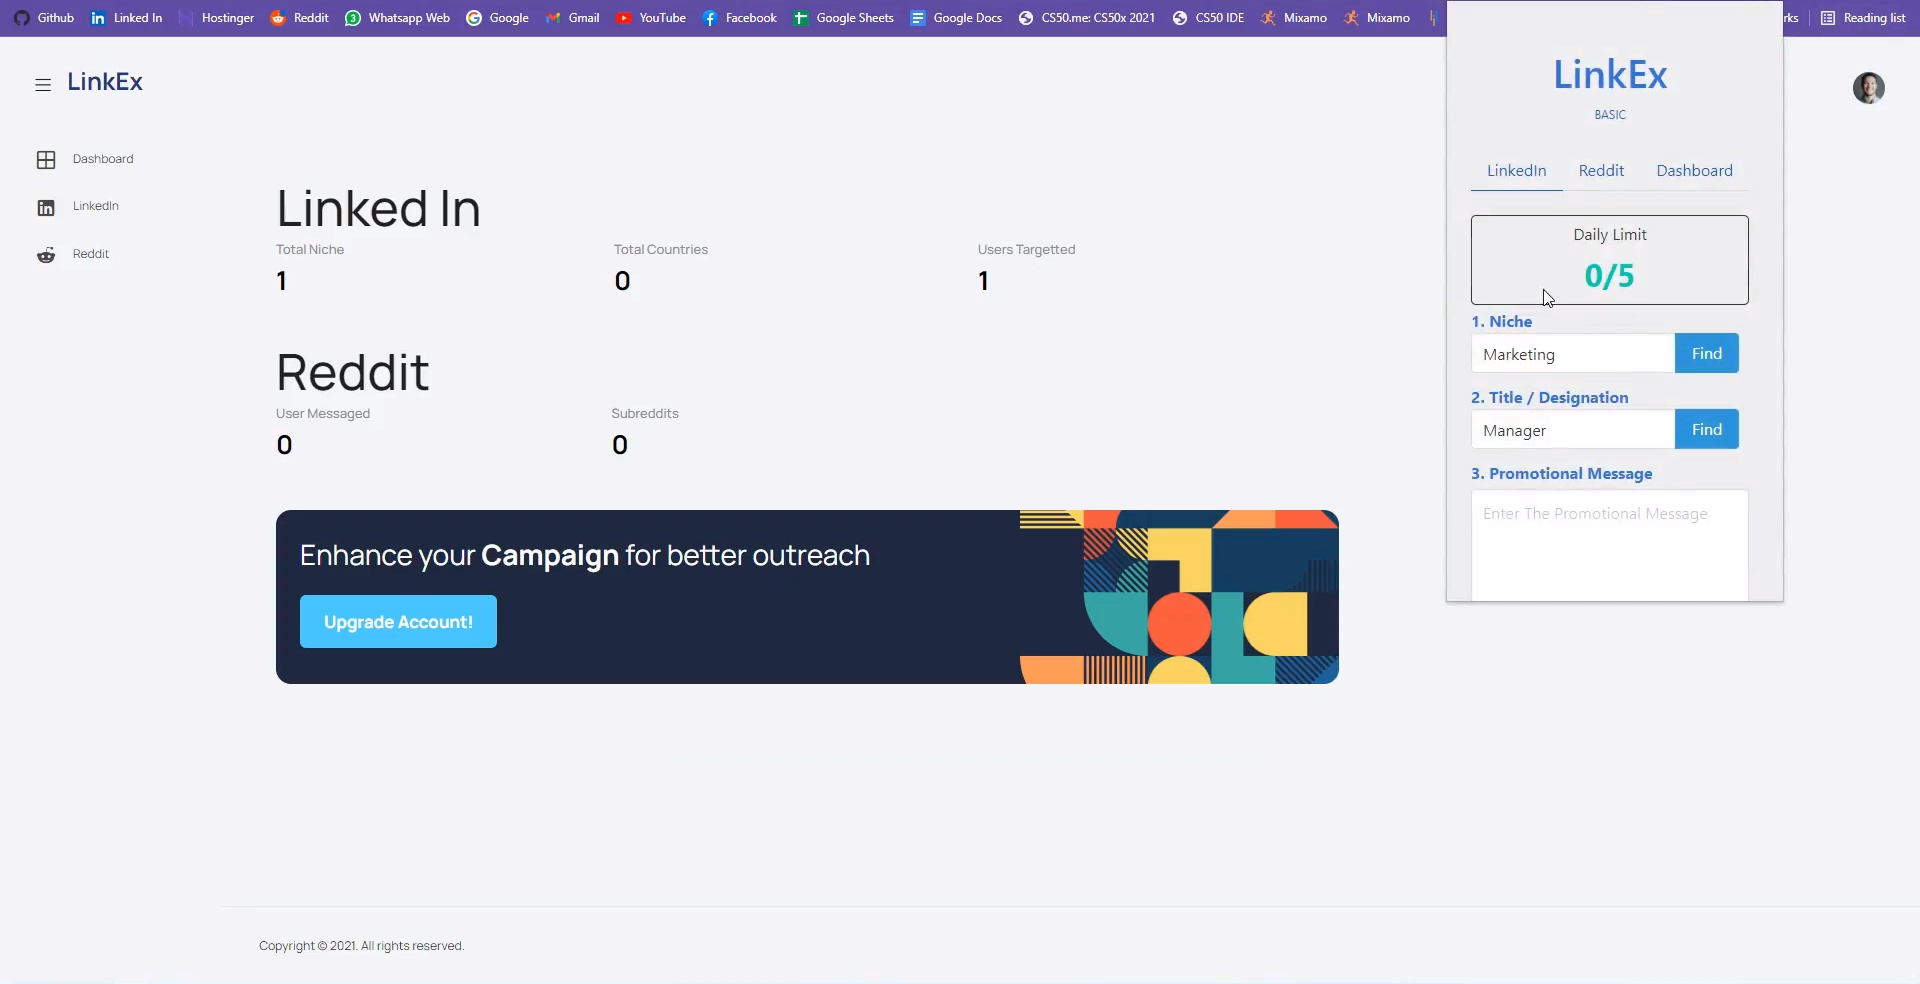 Github Linked In Hostinger Reddit Whatsapp Web Google Gmail YouTube Facebook Google Sheets Google Docs CS50.me: CS50x 2021 CS50 IDE Mixamo Mixamo Reading list
LinkEx
Dashboard
LinkedIn
Reddit
Linked In
Total Niche Total Countries Users Targetted
1 0 1
Reddit
User Messaged Subreddits
0 0
Enhance your Campaign for better outreach
Upgrade Account!
Copyright © 2021. All rights reserved.
LinkEx
BASIC
LinkedIn Reddit Dashboard
Daily Limit
0/5
1. Niche
Marketing Find
2. Title / Designation
Manager Find
3. Promotional Message
Enter The Promotional Message